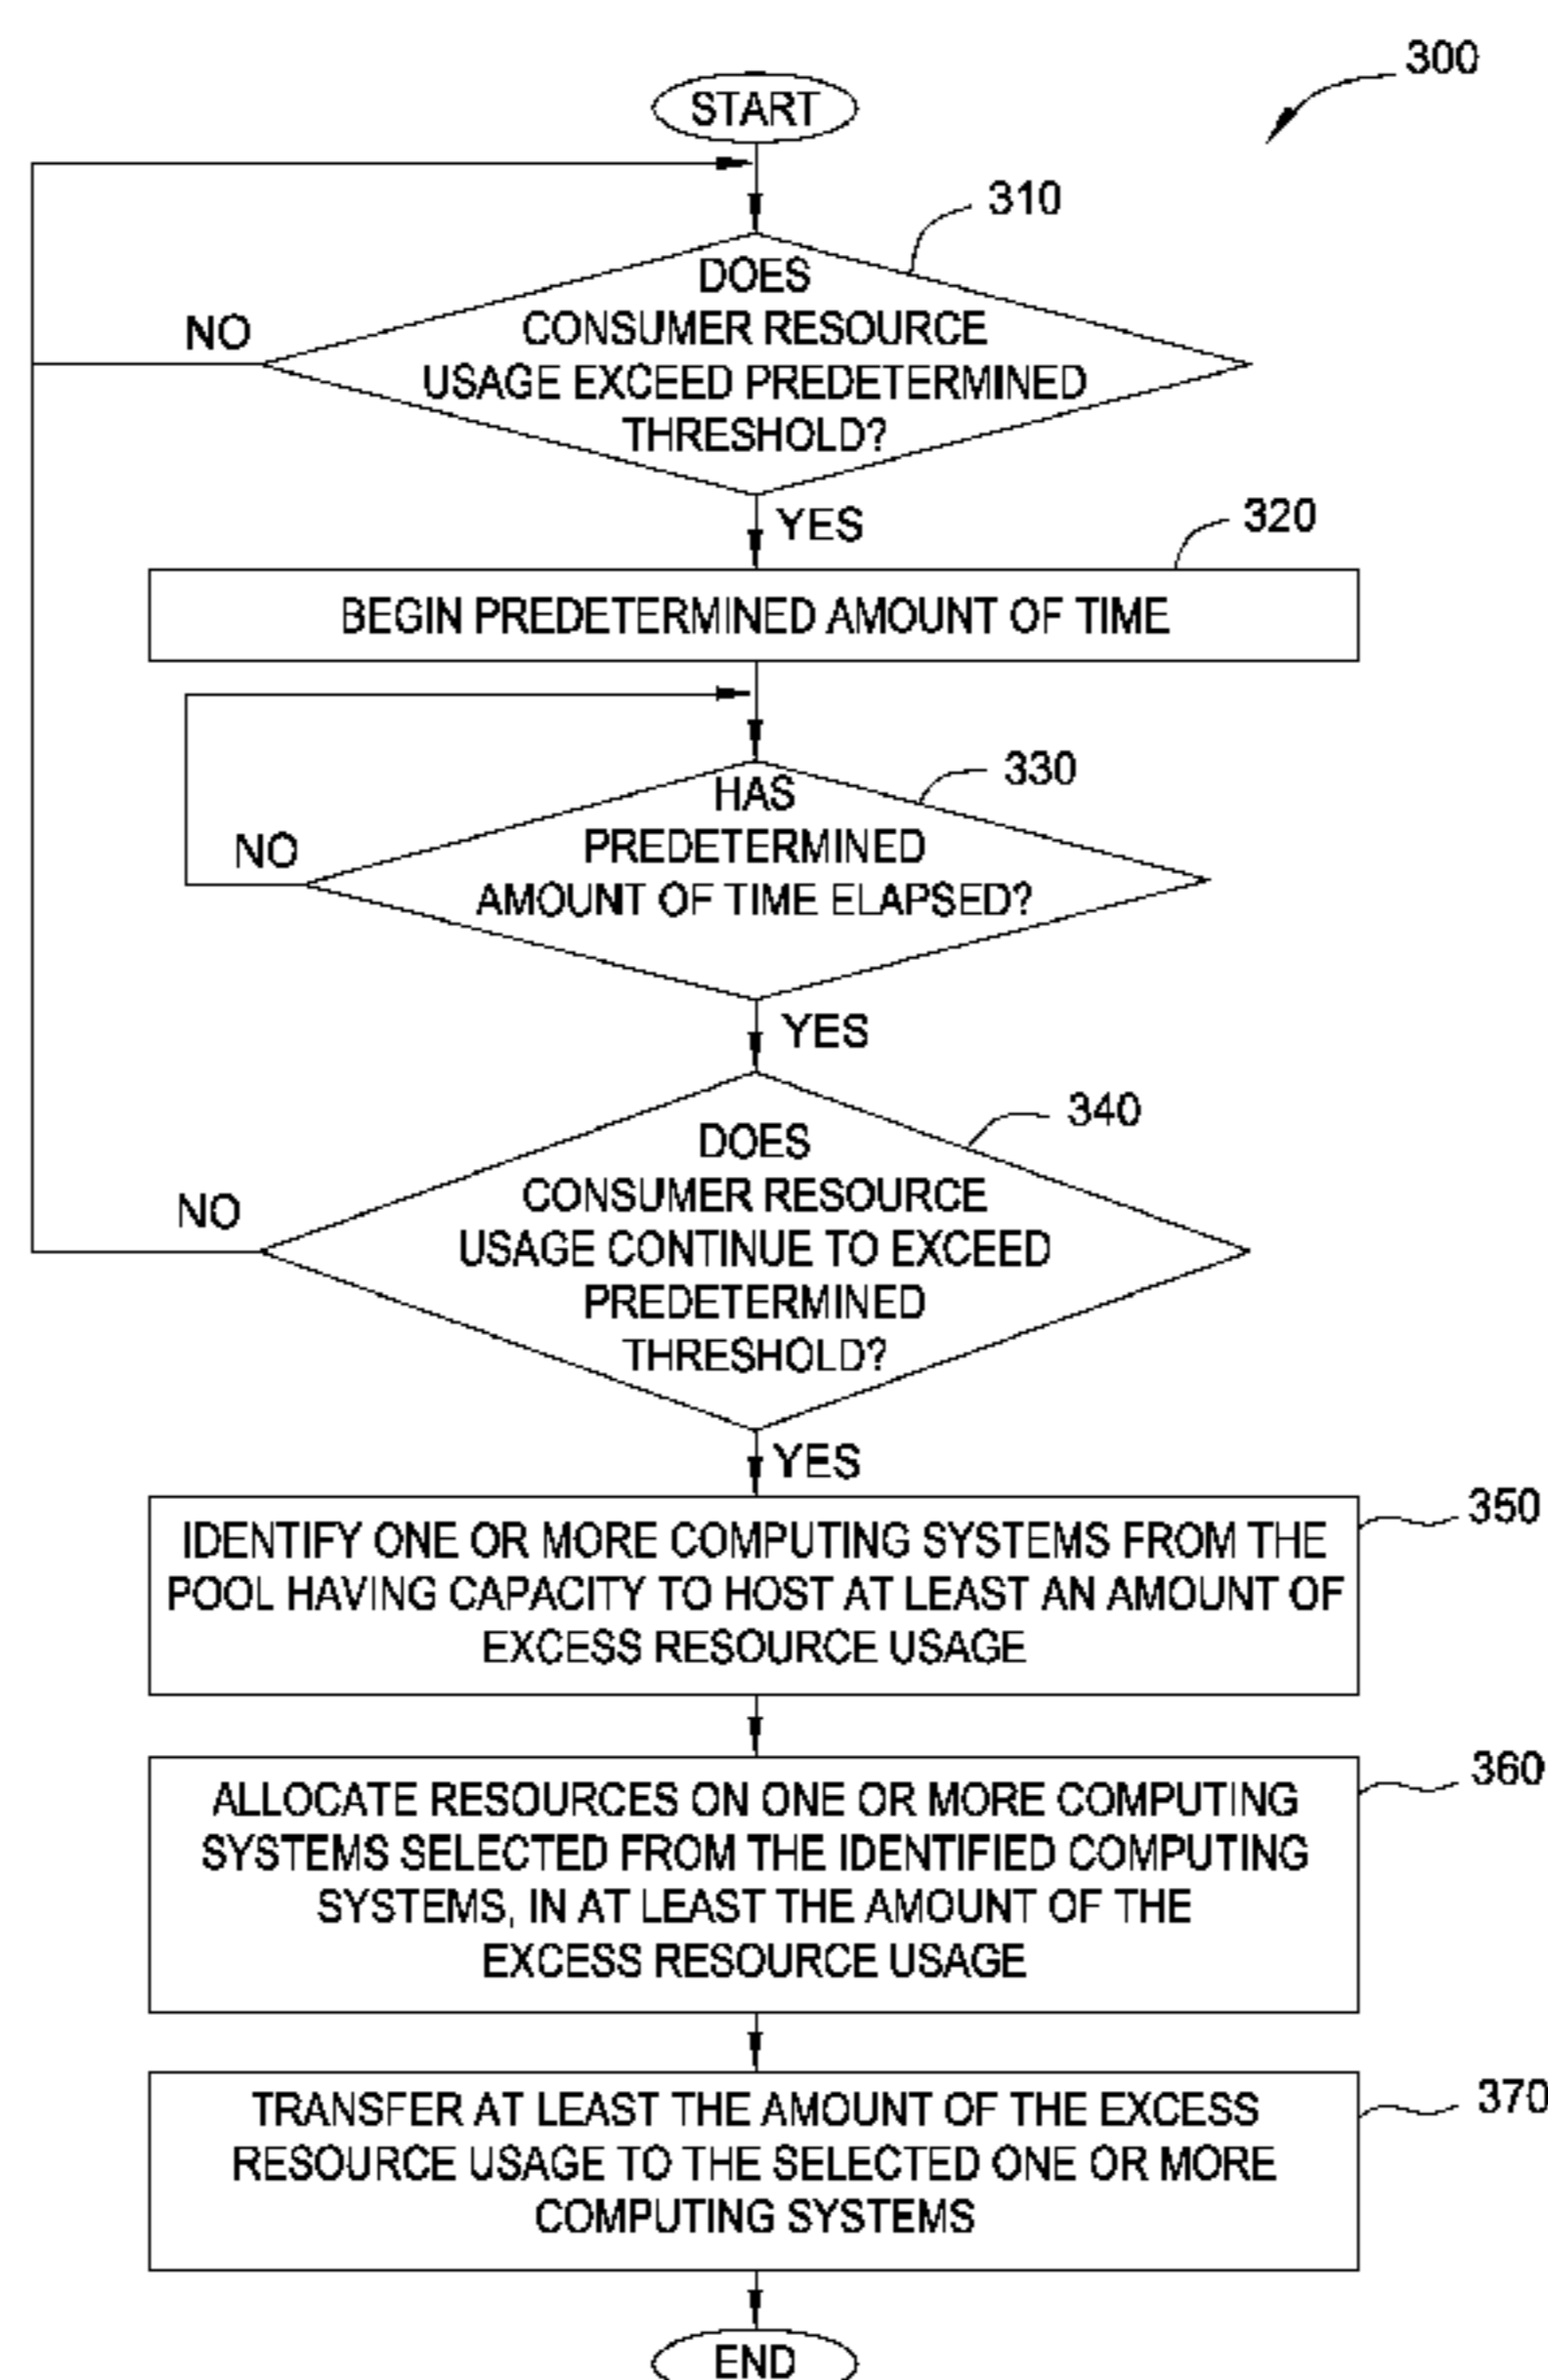 300
START
310
DOES
CONSUMER RESOURCE
USAGE EXCEED PREDETERMINED
THRESHOLD?
NO
YES
320
BEGIN PREDETERMINED AMOUNT OF TIME
330
HAS
PREDETERMINED
AMOUNT OF TIME ELAPSED?
NO
YES
340
DOES
CONSUMER RESOURCE
USAGE CONTINUE TO EXCEED
PREDETERMINED
THRESHOLD?
NO
YES
350
IDENTIFY ONE OR MORE COMPUTING SYSTEMS FROM THE
POOL HAVING CAPACITY TO HOST AT LEAST AN AMOUNT OF
EXCESS RESOURCE USAGE
360
ALLOCATE RESOURCES ON ONE OR MORE COMPUTING
SYSTEMS SELECTED FROM THE IDENTIFIED COMPUTING
SYSTEMS, IN AT LEAST THE AMOUNT OF THE
EXCESS RESOURCE USAGE
370
TRANSFER AT LEAST THE AMOUNT OF THE EXCESS
RESOURCE USAGE TO THE SELECTED ONE OR MORE
COMPUTING SYSTEMS
END